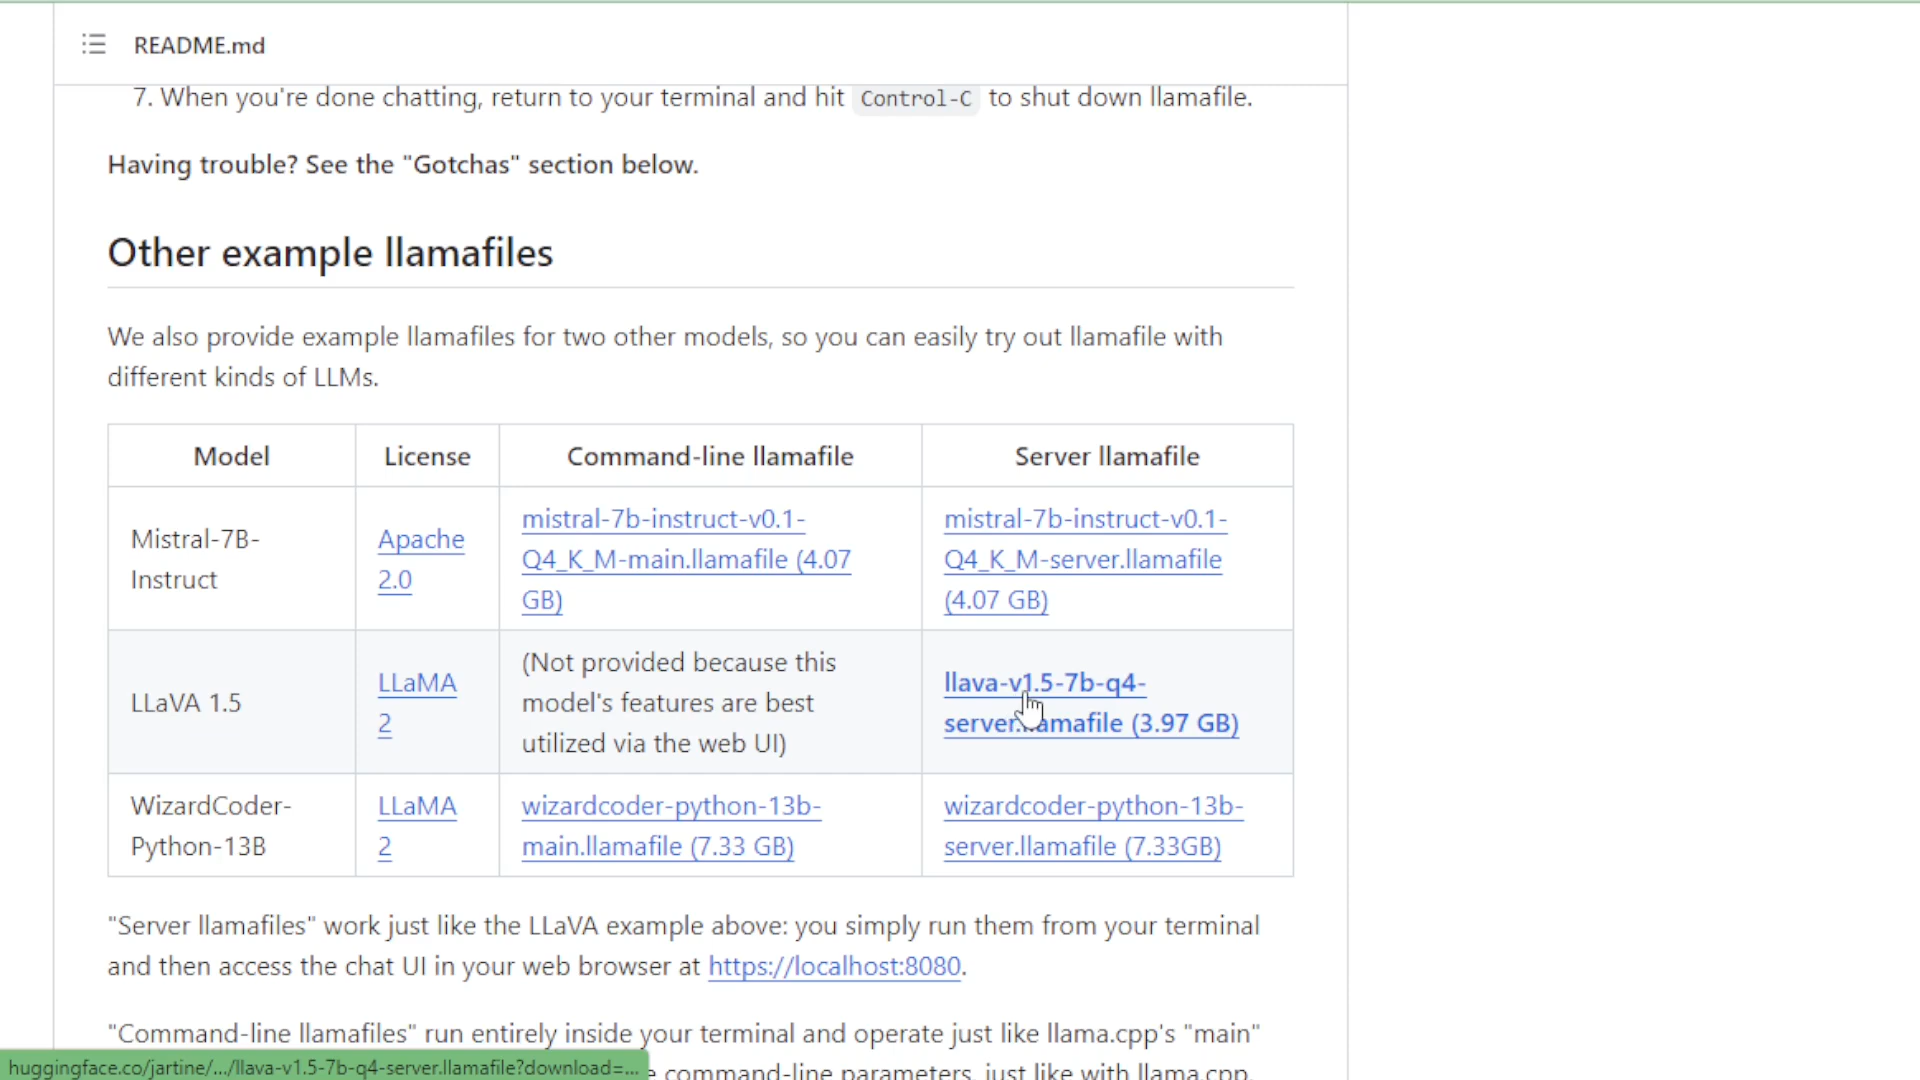 README.md
7. When you're done chatting, return to your terminal and hit Control-C to shut down llamafile.
Having trouble? See the "Gotchas" section below.
Other example llamafiles
We also provide example llamafiles for two other models, so you can easily try out llamafile with
different kinds of LLMs.
Model License Command-line llamafile Server llamafile
Mistral-7B-
Instruct
Apache
2.0
mistral-7b-instruct-v0.1-
Q4_K_M-main.llamafile (4.07
GB)
mistral-7b-instruct-v0.1-
Q4_K_M-server.llamafile
(4.07 GB)
LLaVA 1.5
LLaMA
2
(Not provided because this
model's features are best
utilized via the web UI)
llava-v1.5-7b-q4-
server.llamafile (3.97 GB)
WizardCoder-
Python-13B
LLaMA
2
wizardcoder-python-13b-
main.llamafile (7.33 GB)
wizardcoder-python-13b-
server.llamafile (7.33GB)
"Server llamafiles" work just like the LLaVA example above: you simply run them from your terminal
and then access the chat UI in your web browser at https://localhost:8080.
"Command-line llamafiles" run entirely inside your terminal and operate just like llama.cpp's "main"
command-line parameters, just like with llama.cpp.
huggingface.co/jartine/.../llava-v1.5-7b-q4-server.llamafile?download=...